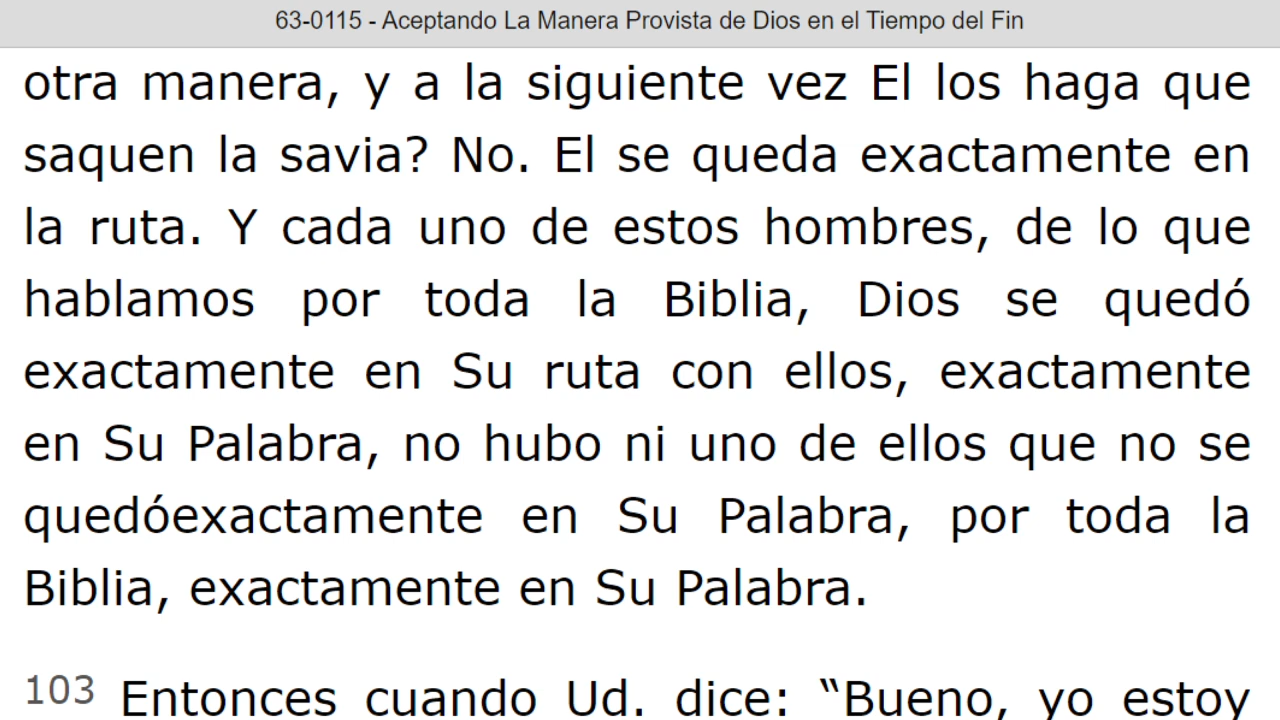 63-0115 - Aceptando La Manera Provista de Dios en el Tiempo del Fin
otra manera, y a la siguiente vez El los haga que
saquen la savia? No. El se queda exactamente en
la ruta. Y cada uno de estos hombres, de lo que
hablamos por toda la Biblia, Dios se quedó
exactamente en Su ruta con ellos, exactamente
en Su Palabra, no hubo ni uno de ellos que no se
quedóexactamente en Su Palabra, por toda la
Biblia, exactamente en Su Palabra.
103 Entonces cuando Ud. dice: “Bueno, yo estoy